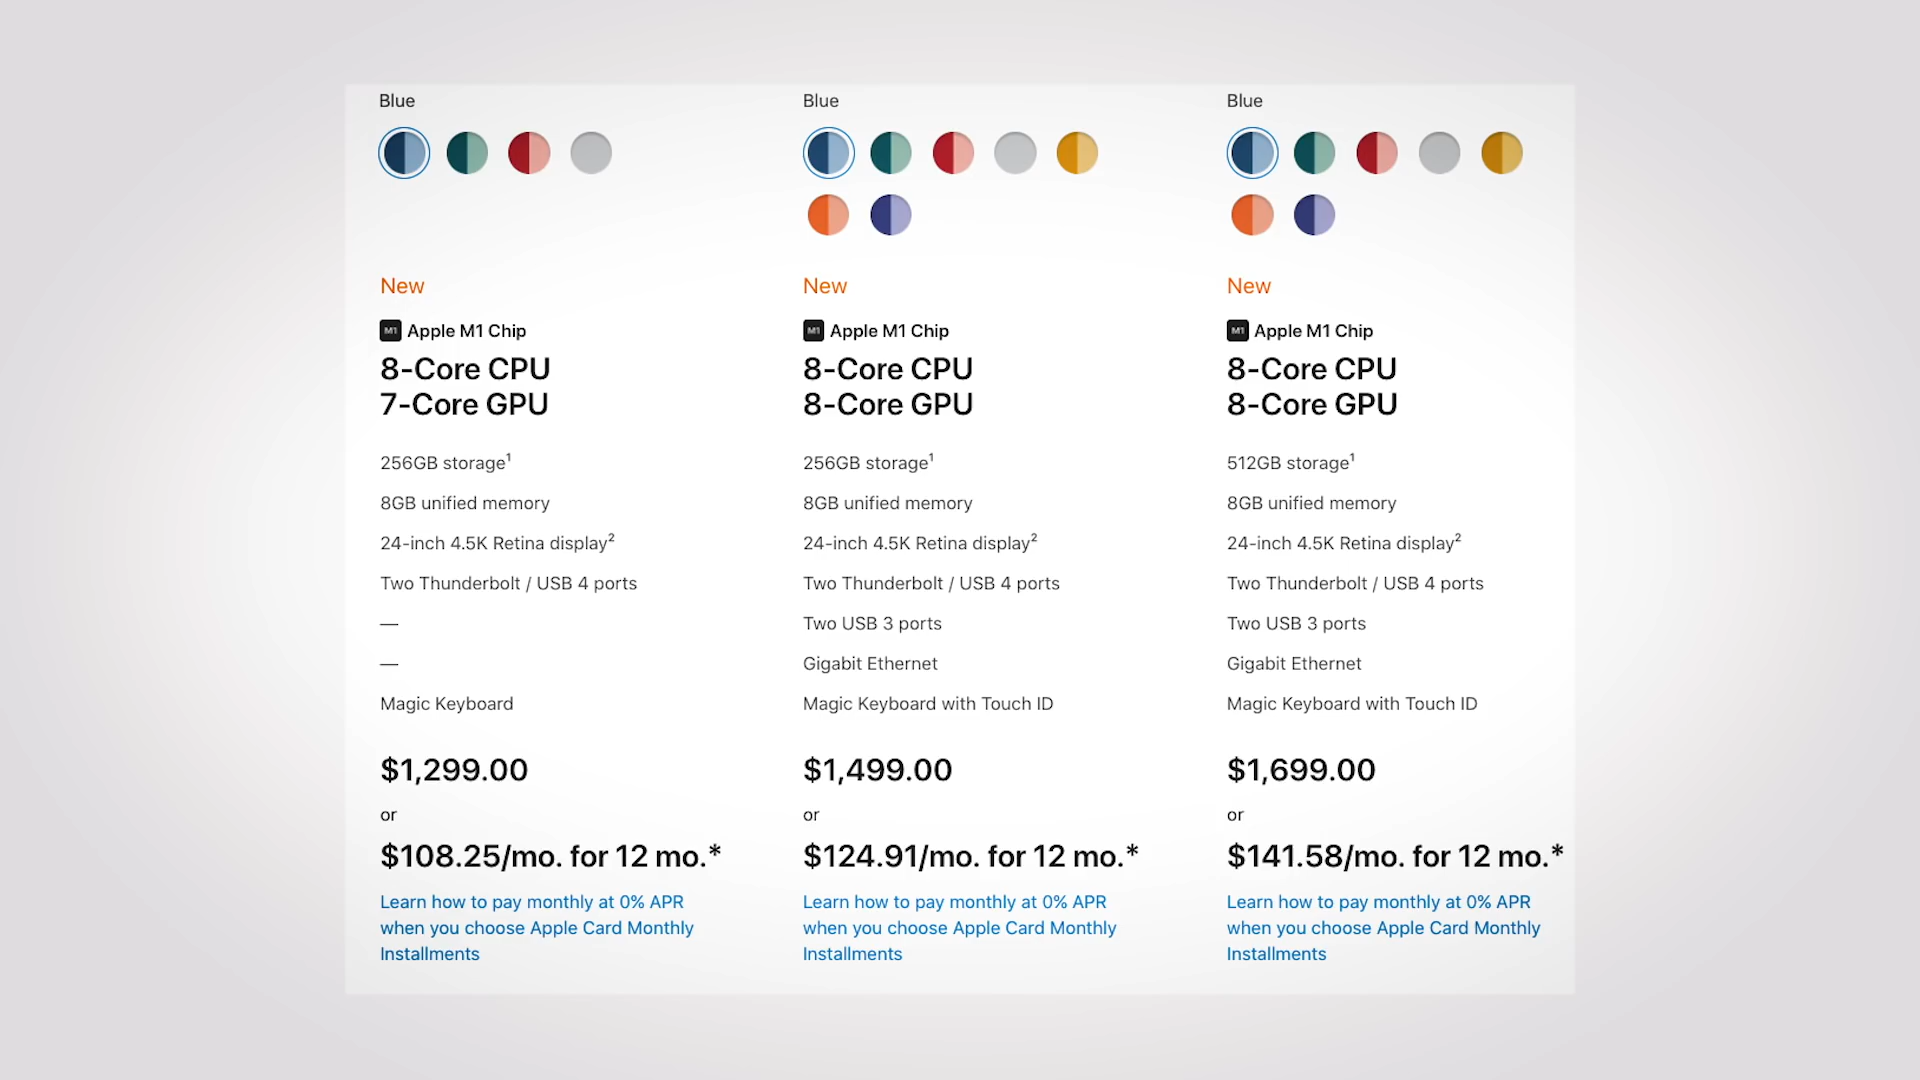 Blue
New
M1 Apple M1 Chip
8-Core CPU
7-Core GPU
256GB storage¹
8GB unified memory
24-inch 4.5K Retina display²
Two Thunderbolt / USB 4 ports
—
—
Magic Keyboard
$1,299.00
or
$108.25/mo. for 12 mo.*
Learn how to pay monthly at 0% APR
when you choose Apple Card Monthly
Installments
Blue
New
M1 Apple M1 Chip
8-Core CPU
8-Core GPU
256GB storage¹
8GB unified memory
24-inch 4.5K Retina display²
Two Thunderbolt / USB 4 ports
Two USB 3 ports
Gigabit Ethernet
Magic Keyboard with Touch ID
$1,499.00
or
$124.91/mo. for 12 mo.*
Learn how to pay monthly at 0% APR
when you choose Apple Card Monthly
Installments
Blue
New
M1 Apple M1 Chip
8-Core CPU
8-Core GPU
512GB storage¹
8GB unified memory
24-inch 4.5K Retina display²
Two Thunderbolt / USB 4 ports
Two USB 3 ports
Gigabit Ethernet
Magic Keyboard with Touch ID
$1,699.00
or
$141.58/mo. for 12 mo.*
Learn how to pay monthly at 0% APR
when you choose Apple Card Monthly
Installments